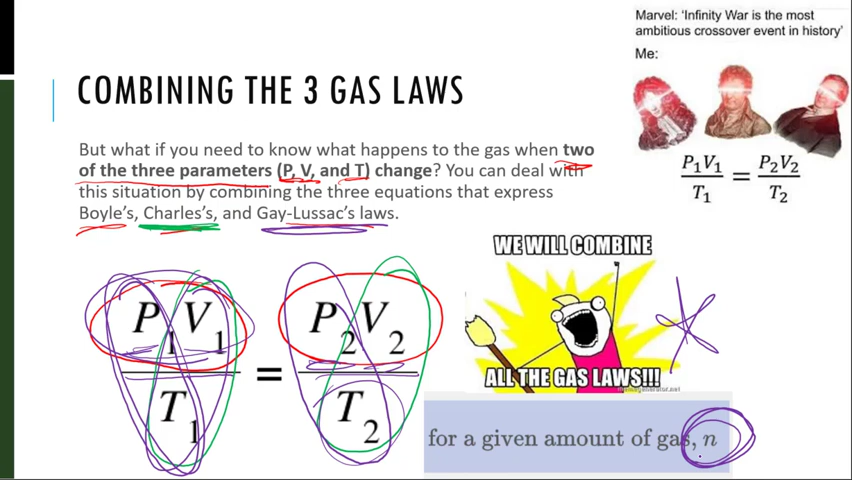 Marvel: 'Infinity War is the most
ambitious crossover event in history'
Me:
COMBINING THE 3 GAS LAWS
But what if you need to know what happens to the gas when two
of the three parameters (P, V, and T) change? You can deal with
this situation by combining the three equations that express
Boyle's, Charles's, and Gay-Lussac's laws.
P₁V₁ / T₁ = P₂V₂ / T₂
WE WILL COMBINE
ALL THE GAS LAWS!!!
P₁V₁ / T₁ = P₂V₂ / T₂
for a given amount of gas, n